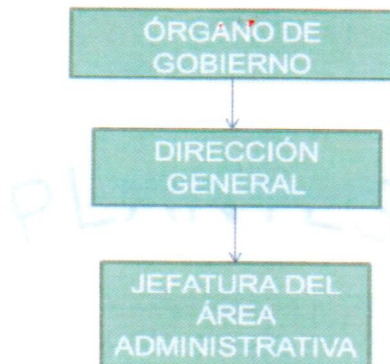 ÓRGANO DE
GOBIERNO
DIRECCIÓN
GENERAL
JEFATURA DEL
ÁREA
ADMINISTRATIVA